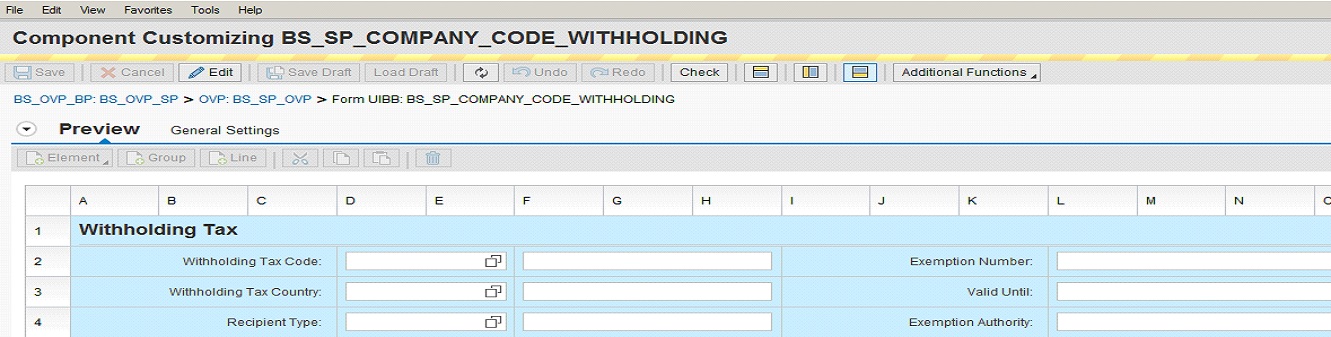 File Edit View Favorites Tools Help
Component Customizing BS_SP_COMPANY_CODE_WITHHOLDING
Save Cancel Edit Save Draft Load Draft Undo Redo Check Additional Functions
BS_OVP_BP: BS_OVP_SP > OVP: BS_SP_OVP > Form UIBB: BS_SP_COMPANY_CODE_WITHHOLDING
Preview General Settings
Element Group Line
A B C D E F G H I J K L M N
1 Withholding Tax
2 Withholding Tax Code: Exemption Number:
3 Withholding Tax Country: Valid Until:
4 Recipient Type: Exemption Authority: